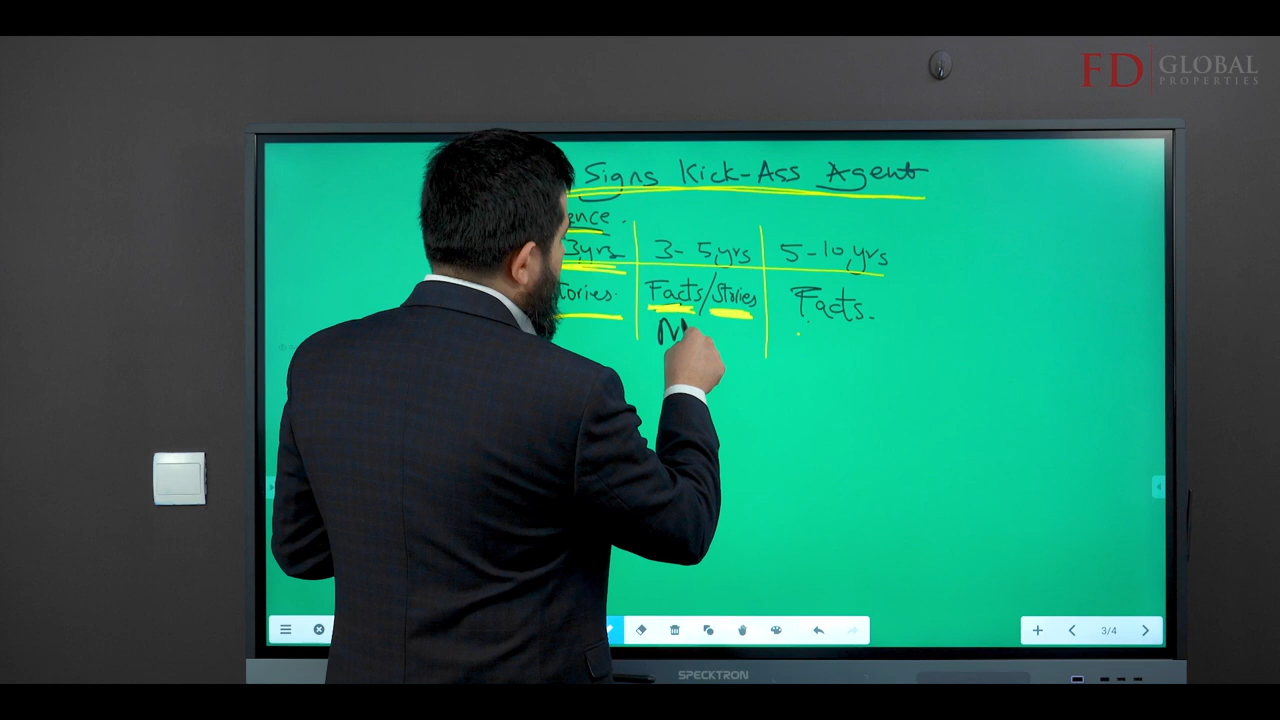 FD GLOBAL
PROPERTIES
Signs Kick-Ass Agent
ence.
3yrs 3-5yrs 5-10yrs
tories. Facts/Stories Facts.
3/4
SPECKTRON